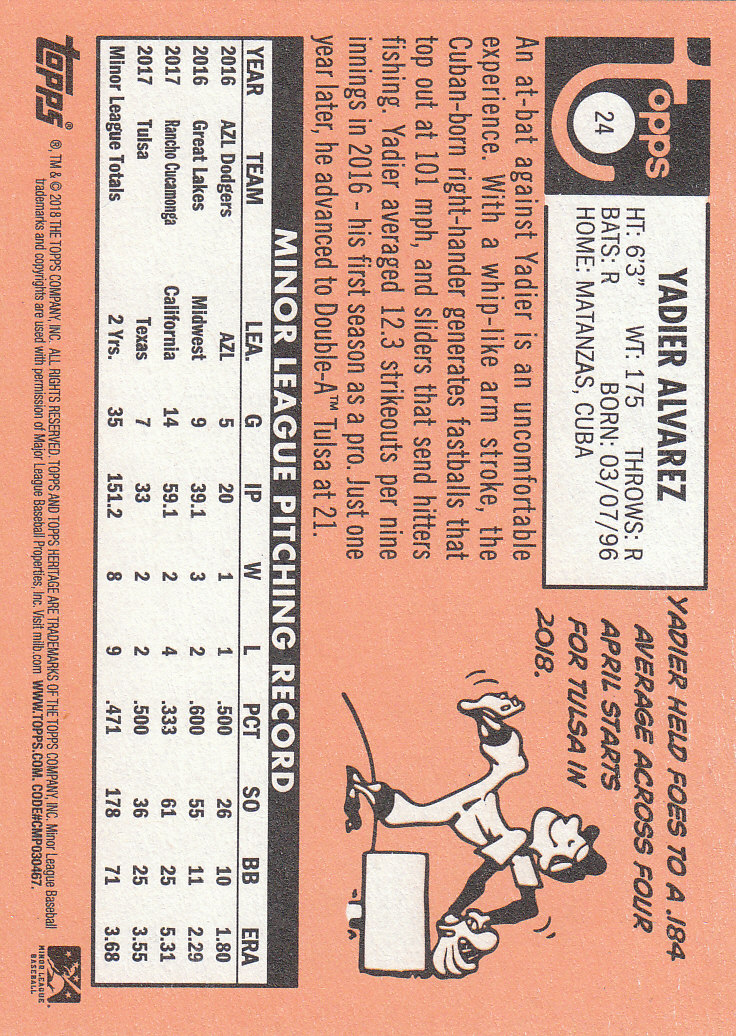 topps
24
YADIER ALVAREZ
HT: 6'3" WT: 175 THROWS: R
BATS: R BORN: 03/07/96
HOME: MATANZAS, CUBA
An at-bat against Yadier is an uncomfortable
experience. With a whip-like arm stroke, the
Cuban-born right-hander generates fastballs that
top out at 101 mph, and sliders that send hitters
fishing. Yadier averaged 12.3 strikeouts per nine
innings in 2016 - his first season as a pro. Just one
year later, he advanced to Double-A™ Tulsa at 21.
YADIER HELD FOES TO A .184
AVERAGE ACROSS FOUR
APRIL STARTS
FOR TULSA IN
2018.
MINOR LEAGUE PITCHING RECORD
YEAR TEAM LEA. G IP W L PCT SO BB ERA
2016 AZL Dodgers AZL 5 20 1 1 .500 26 10 1.80
2016 Great Lakes Midwest 9 39.1 3 2 .600 55 11 2.29
2017 Rancho Cucamonga California 14 59.1 2 4 .333 61 25 5.31
2017 Tulsa Texas 7 33 2 2 .500 36 25 3.55
Minor League Totals 2 Yrs. 35 151.2 8 9 .471 178 71 3.68
topps®
®, TM & © 2018 THE TOPPS COMPANY, INC. ALL RIGHTS RESERVED. TOPPS AND TOPPS HERITAGE ARE TRADEMARKS OF THE TOPPS COMPANY, INC. Minor League Baseball
trademarks and copyrights are used with permission of Major League Baseball Properties, Inc. Visit milb.com WWW.TOPPS.COM. CODE#CMP030467.
MINOR LEAGUE
BASEBALL